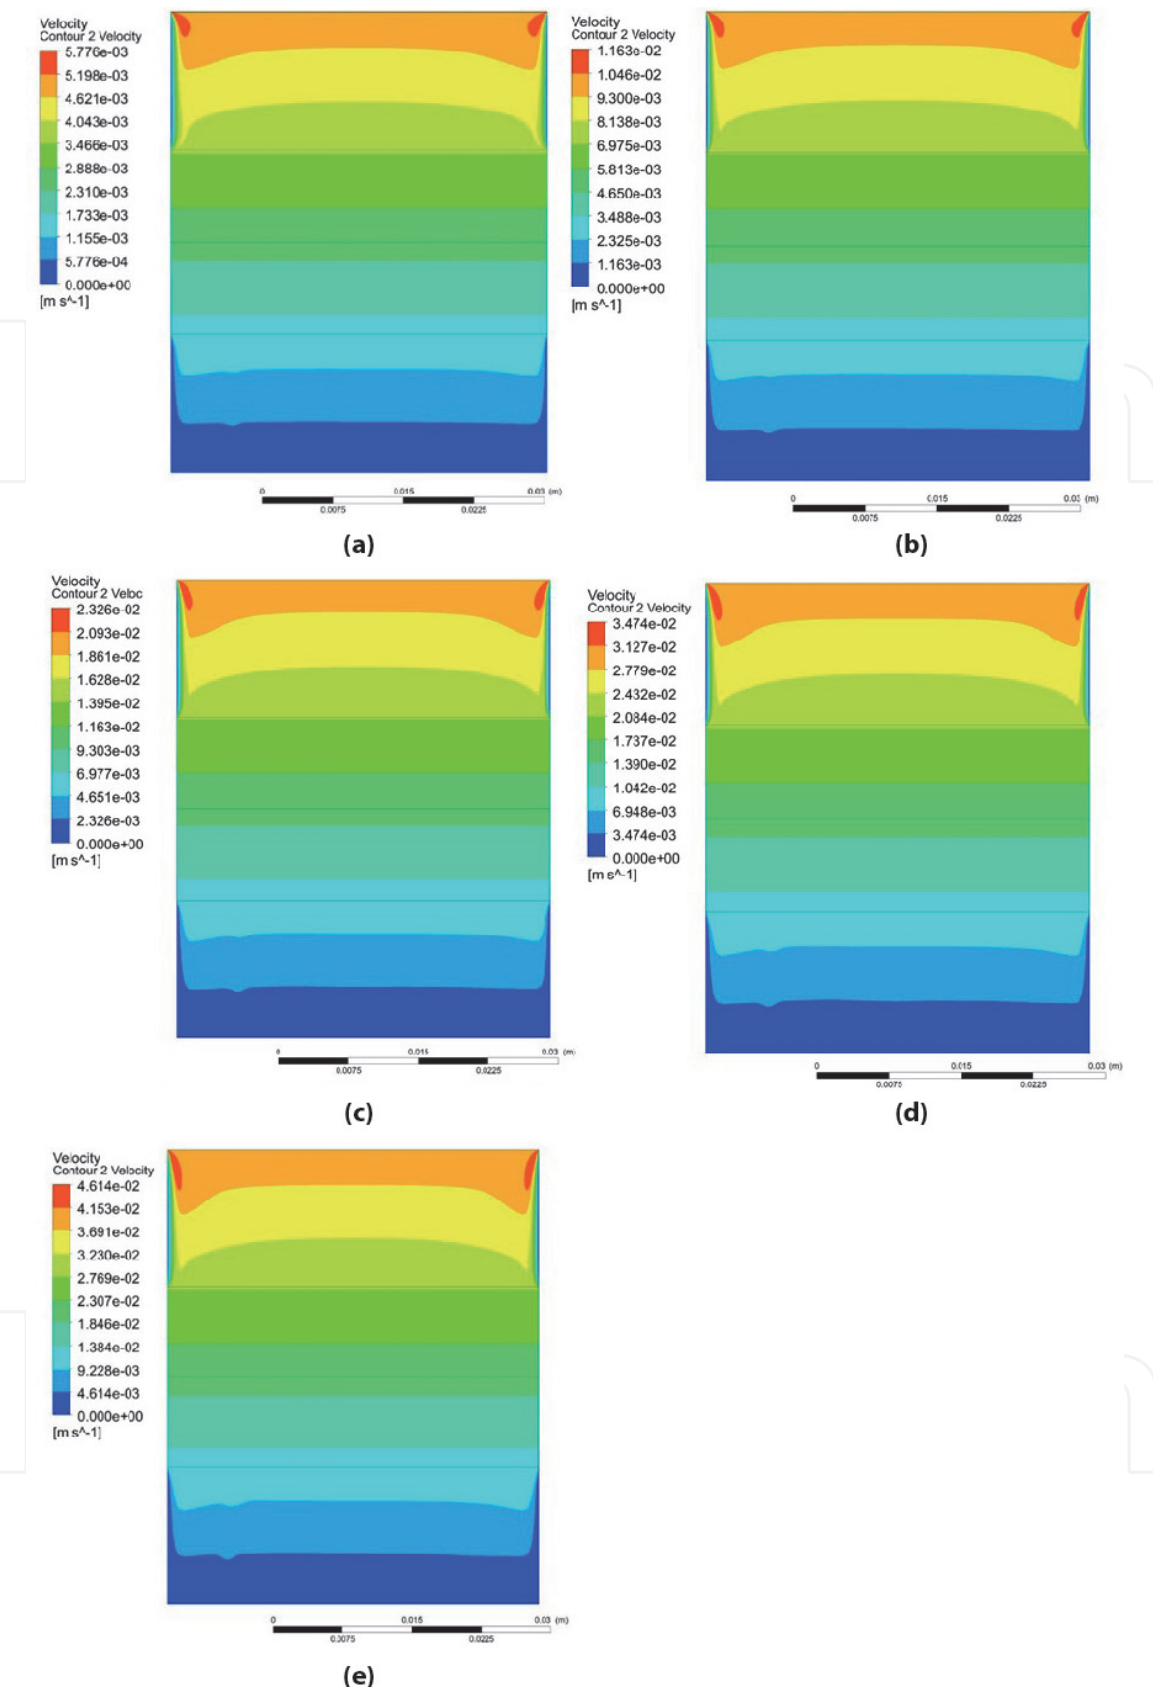 Velocity
Contour 2 Velocity
5.776e-03
5.198e-03
4.621e-03
4.043e-03
3.466e-03
2.888e-03
2.310e-03
1.733e-03
1.155e-03
5.776e-04
0.000e+00
[m s^-1]
0 0.015 0.03 (m)
0.0075 0.0225
(a)
Velocity
Contour 2 Velocity
1.163e-02
1.046e-02
9.300e-03
8.138e-03
6.975e-03
5.813e-03
4.650e-03
3.488e-03
2.325e-03
1.163e-03
0.000e+00
[m s^-1]
0 0.015 0.03 (m)
0.0075 0.0225
(b)
Velocity
Contour 2 Veloc
2.326e-02
2.093e-02
1.861e-02
1.628e-02
1.395e-02
1.163e-02
9.303e-03
6.977e-03
4.651e-03
2.326e-03
0.000e+00
[m s^-1]
0 0.015 0.03 (m)
0.0075 0.0225
(c)
Velocity
Contour 2 Velocity
3.474e-02
3.127e-02
2.779e-02
2.432e-02
2.084e-02
1.737e-02
1.390e-02
1.042e-02
6.948e-03
3.474e-03
0.000e+00
[m s^-1]
0 0.015 0.03 (m)
0.0075 0.0225
(d)
Velocity
Contour 2 Velocity
4.614e-02
4.153e-02
3.691e-02
3.230e-02
2.769e-02
2.307e-02
1.846e-02
1.384e-02
9.228e-03
4.614e-03
0.000e+00
[m s^-1]
0 0.015 0.03 (m)
0.0075 0.0225
(e)